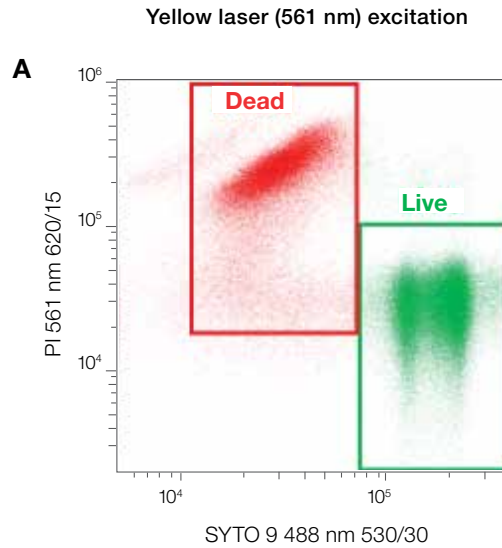 Yellow laser (561 nm) excitation
A
10⁶
Dead
10⁵
Live
10⁴
PI 561 nm 620/15
10⁴ 10⁵
SYTO 9 488 nm 530/30